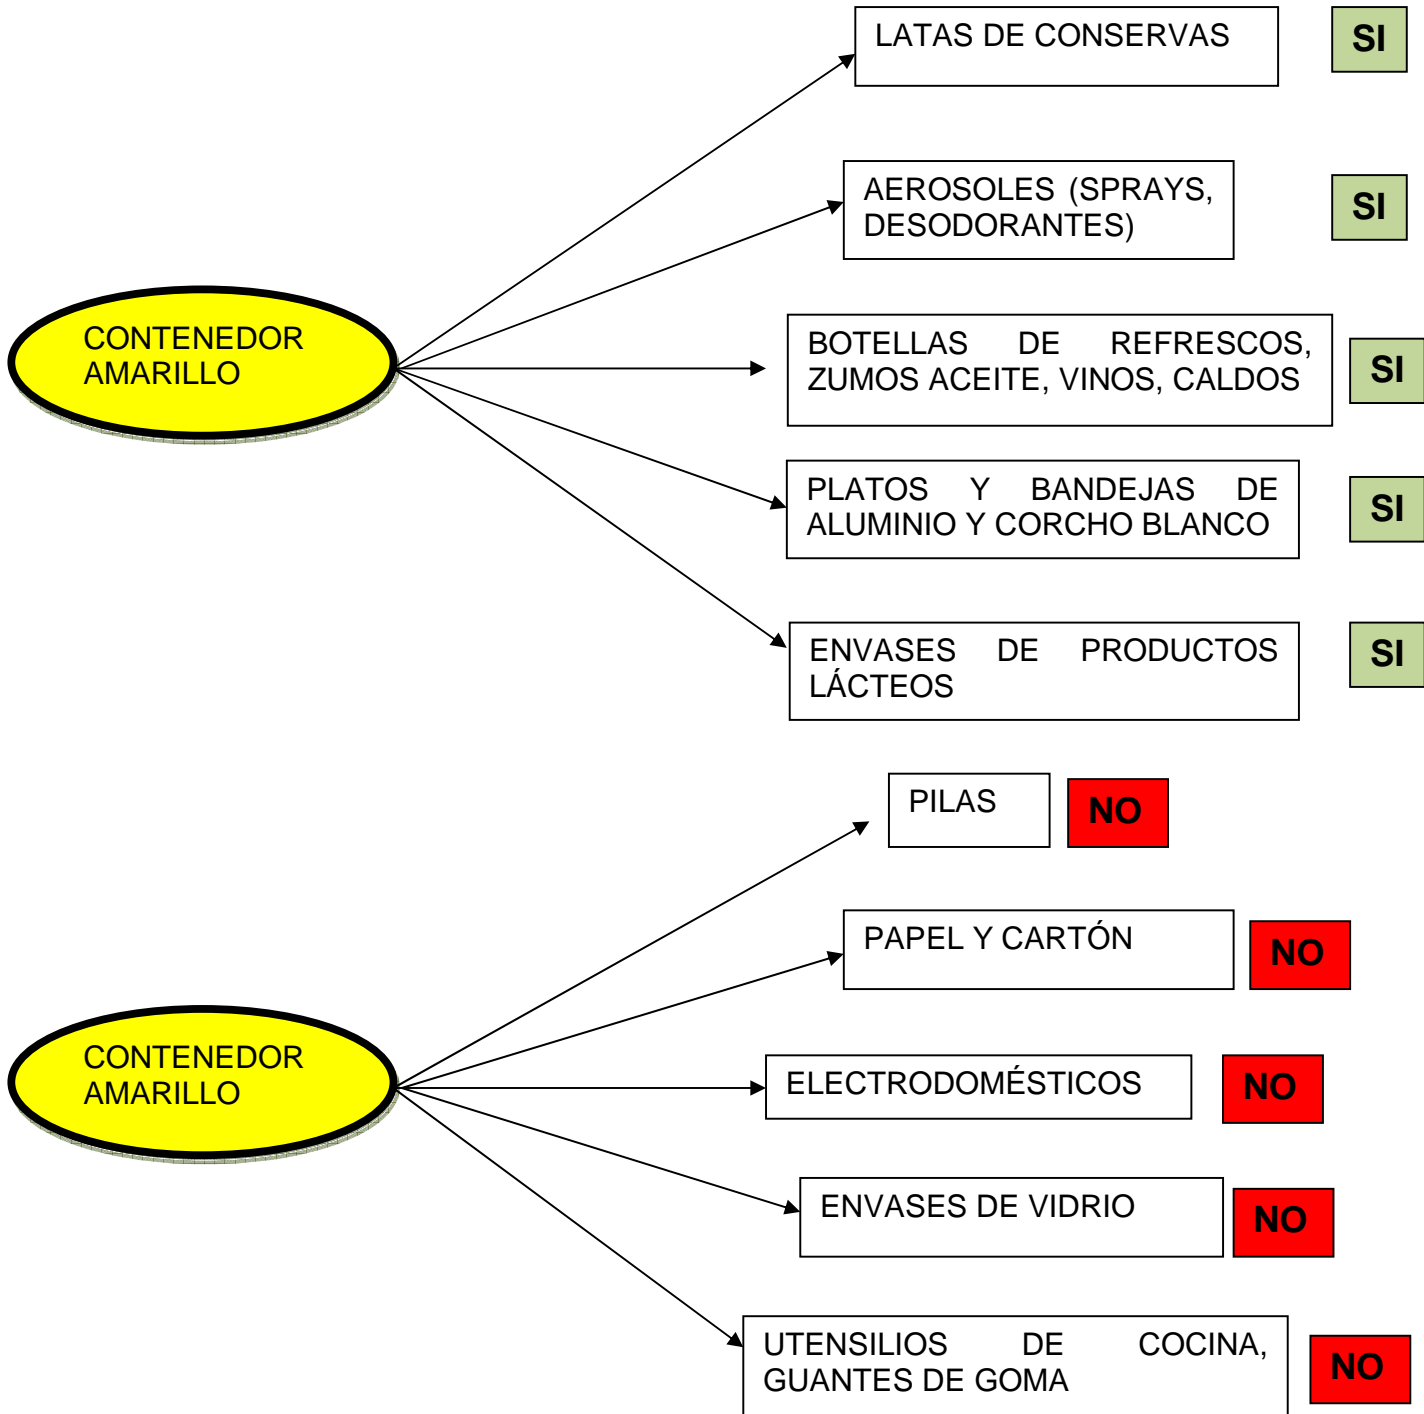 LATAS DE CONSERVAS
SI
AEROSOLES (SPRAYS,
DESODORANTES)
SI
CONTENEDOR
AMARILLO
BOTELLAS DE REFRESCOS,
ZUMOS ACEITE, VINOS, CALDOS
SI
PLATOS Y BANDEJAS DE
ALUMINIO Y CORCHO BLANCO
SI
ENVASES DE PRODUCTOS
LÁCTEOS
SI
PILAS
NO
PAPEL Y CARTÓN
NO
CONTENEDOR
AMARILLO
ELECTRODOMÉSTICOS
NO
ENVASES DE VIDRIO
NO
UTENSILIOS DE COCINA,
GUANTES DE GOMA
NO